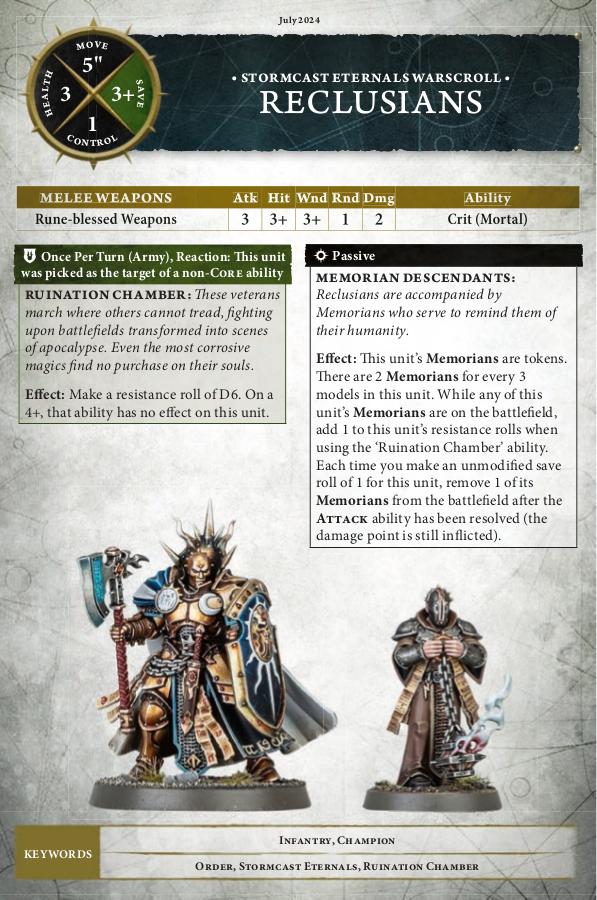 July 2024
MOVE
5"
HEALTH
3
3+
SAVE
1
CONTROL
• STORMCAST ETERNALS WARSCROLL •
RECLUSIANS
MELEE WEAPONS Atk Hit Wnd Rnd Dmg Ability
Rune-blessed Weapons 3 3+ 3+ 1 2 Crit (Mortal)
Once Per Turn (Army), Reaction: This unit
was picked as the target of a non-CORE ability
RUINATION CHAMBER: These veterans
march where others cannot tread, fighting
upon battlefields transformed into scenes
of apocalypse. Even the most corrosive
magics find no purchase on their souls.
Effect: Make a resistance roll of D6. On a
4+, that ability has no effect on this unit.
Passive
MEMORIAN DESCENDANTS:
Reclusians are accompanied by
Memorians who serve to remind them of
their humanity.
Effect: This unit's Memorians are tokens.
There are 2 Memorians for every 3
models in this unit. While any of this
unit's Memorians are on the battlefield,
add 1 to this unit's resistance rolls when
using the 'Ruination Chamber' ability.
Each time you make an unmodified save
roll of 1 for this unit, remove 1 of its
Memorians from the battlefield after the
ATTACK ability has been resolved (the
damage point is still inflicted).
KEYWORDS
INFANTRY, CHAMPION
ORDER, STORMCAST ETERNALS, RUINATION CHAMBER